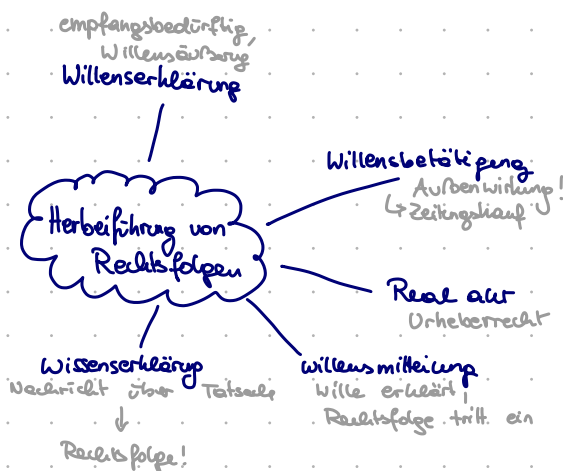 empfangsbedürftig,
Willensäußerung
Willenserklärung
Willensbetätigung
Außenwirkung!
↳ Zeitungskauf
Herbeiführung von
Rechtsfolgen
Realakt
Urheberrecht
Wissenserklärung
Nachricht über Tatsache
↓
Rechtsfolge!
Willensmitteilung
Wille erklärt,
Rechtsfolge tritt ein